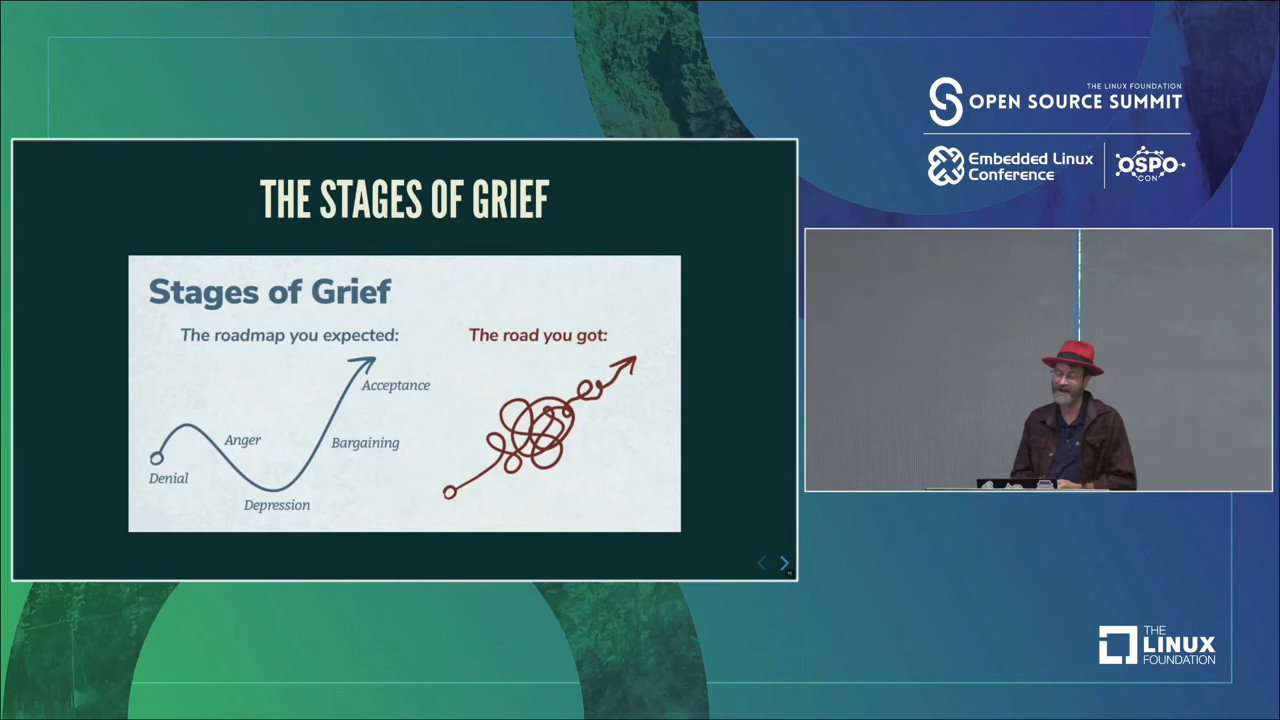 THE LINUX FOUNDATION
OPEN SOURCE SUMMIT
Embedded Linux
Conference
OSPO
CON
THE STAGES OF GRIEF
Stages of Grief
The roadmap you expected:
The road you got:
Acceptance
Anger
Bargaining
Denial
Depression
11
THE
LINUX
FOUNDATION